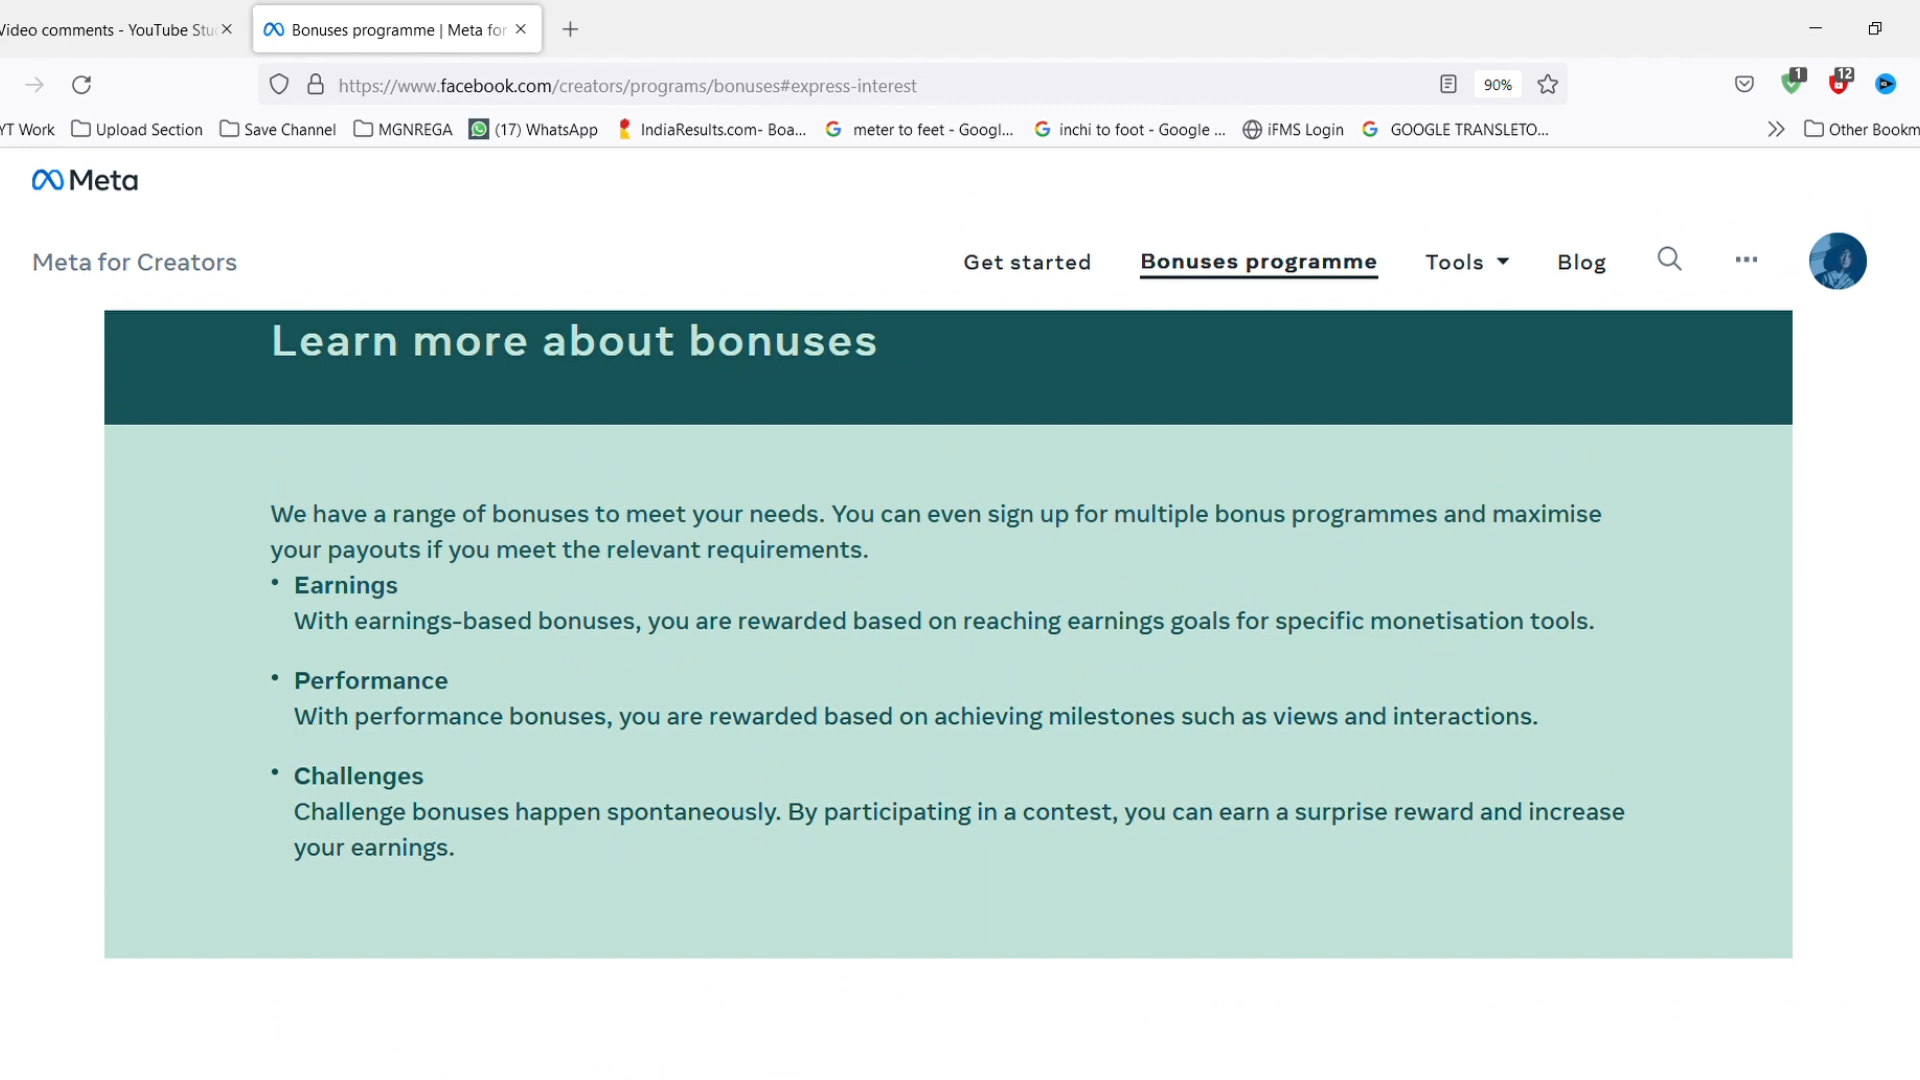 Video comments - YouTube Stu
Bonuses programme | Meta for
https://www.facebook.com/creators/programs/bonuses#express-interest
90%
1
12
YT Work
Upload Section
Save Channel
MGNREGA
(17) WhatsApp
IndiaResults.com- Boa...
meter to feet - Googl...
inchi to foot - Google ...
iFMS Login
GOOGLE TRANSLETO...
Other Bookm
Meta
Meta for Creators
Get started
Bonuses programme
Tools
Blog
Learn more about bonuses
We have a range of bonuses to meet your needs. You can even sign up for multiple bonus programmes and maximise
your payouts if you meet the relevant requirements.
• Earnings
With earnings-based bonuses, you are rewarded based on reaching earnings goals for specific monetisation tools.
• Performance
With performance bonuses, you are rewarded based on achieving milestones such as views and interactions.
• Challenges
Challenge bonuses happen spontaneously. By participating in a contest, you can earn a surprise reward and increase
your earnings.